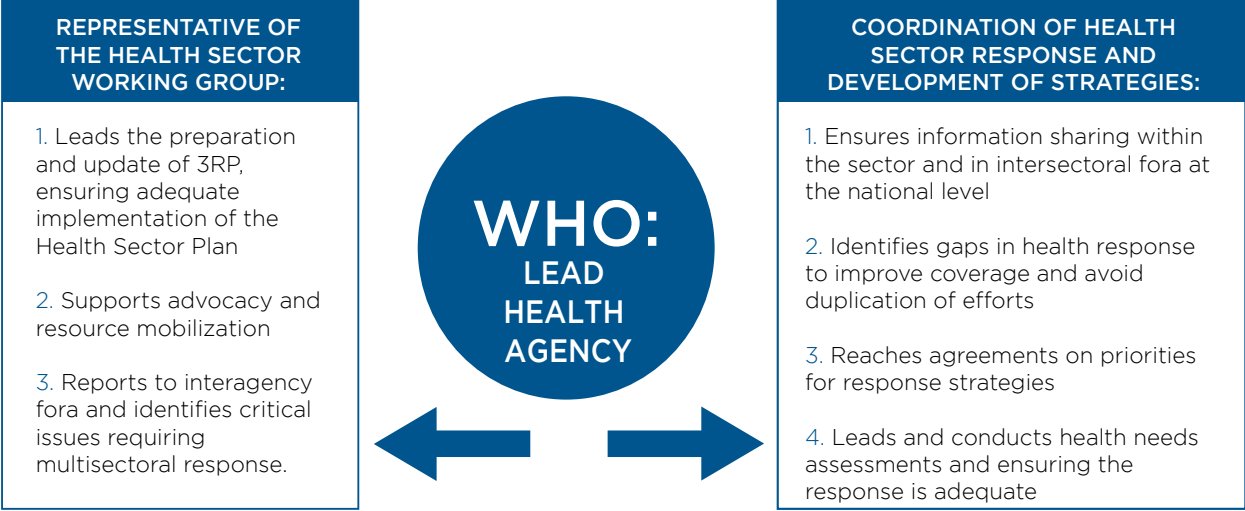 REPRESENTATIVE OF
THE HEALTH SECTOR
WORKING GROUP:
1. Leads the preparation
and update of 3RP,
ensuring adequate
implementation of the
Health Sector Plan
2. Supports advocacy and
resource mobilization
3. Reports to interagency
fora and identifies critical
issues requiring
multisectoral response.
WHO:
LEAD
HEALTH
AGENCY
COORDINATION OF HEALTH
SECTOR RESPONSE AND
DEVELOPMENT OF STRATEGIES:
1. Ensures information sharing within
the sector and in intersectoral fora at
the national level
2. Identifies gaps in health response
to improve coverage and avoid
duplication of efforts
3. Reaches agreements on priorities
for response strategies
4. Leads and conducts health needs
assessments and ensuring the
response is adequate